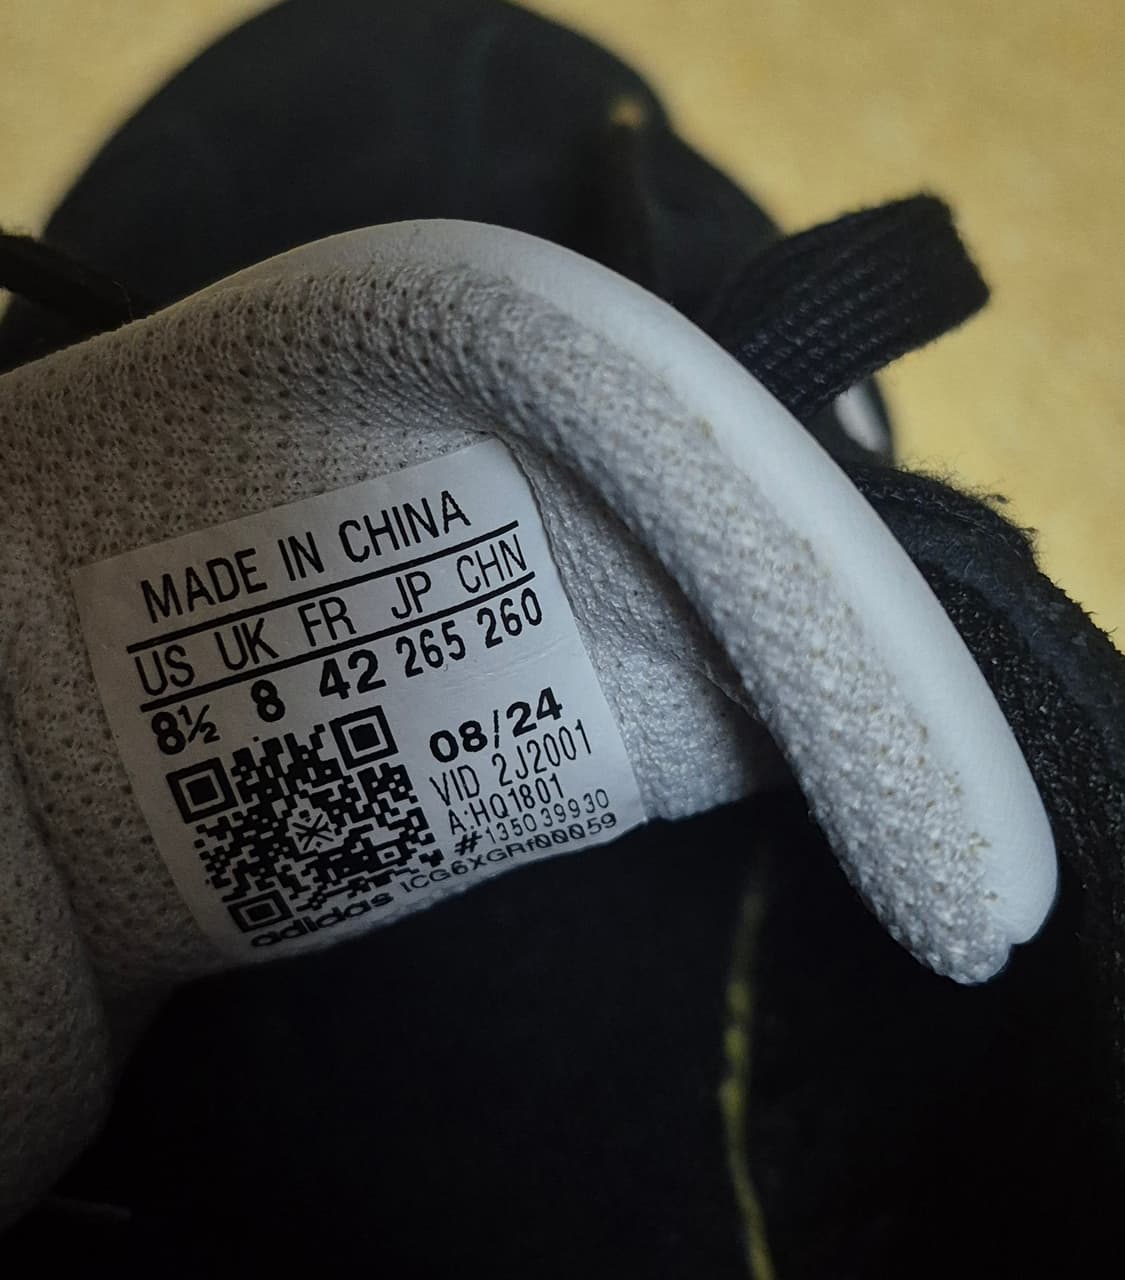 MADE IN CHINA
US UK FR JP CHN
8½ 8 42 265 260
08/24
VID 2J2001
A:HQ1801
#135039930
adidas 1CG6XGRf00059